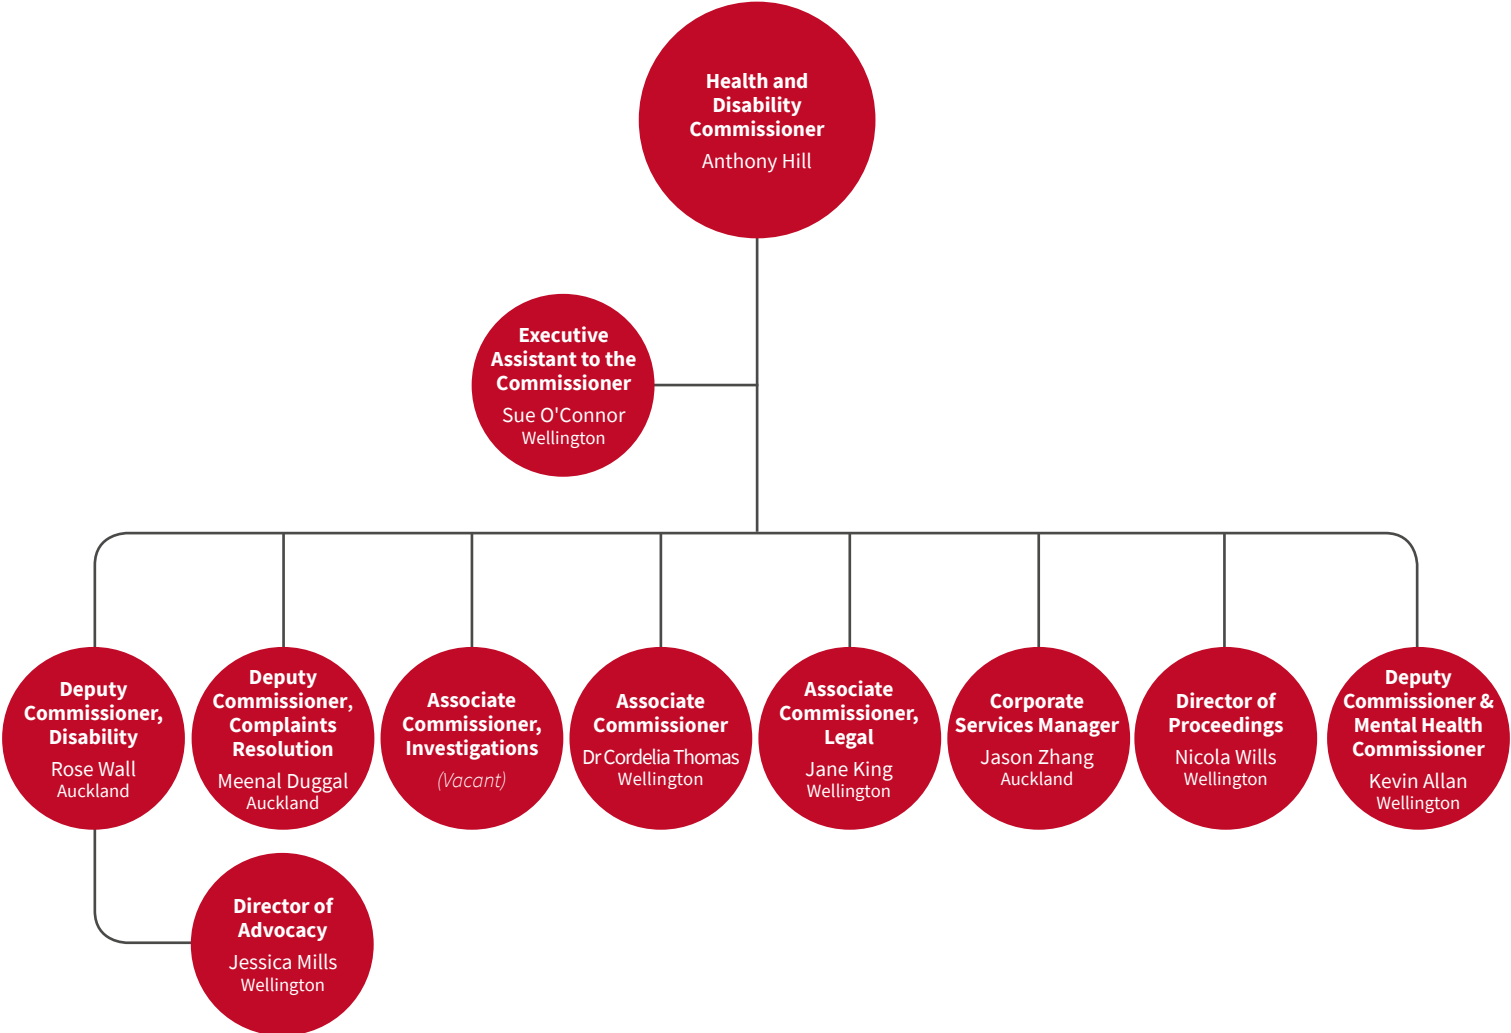 Health and
Disability
Commissioner
Anthony Hill
Executive
Assistant to the
Commissioner
Sue O'Connor
Wellington
Deputy
Commissioner,
Disability
Rose Wall
Auckland
Deputy
Commissioner,
Complaints
Resolution
Meenal Duggal
Auckland
Associate
Commissioner,
Investigations
(Vacant)
Associate
Commissioner
Dr Cordelia Thomas
Wellington
Associate
Commissioner,
Legal
Jane King
Wellington
Corporate
Services Manager
Jason Zhang
Auckland
Director of
Proceedings
Nicola Wills
Wellington
Deputy
Commissioner &
Mental Health
Commissioner
Kevin Allan
Wellington
Director of
Advocacy
Jessica Mills
Wellington